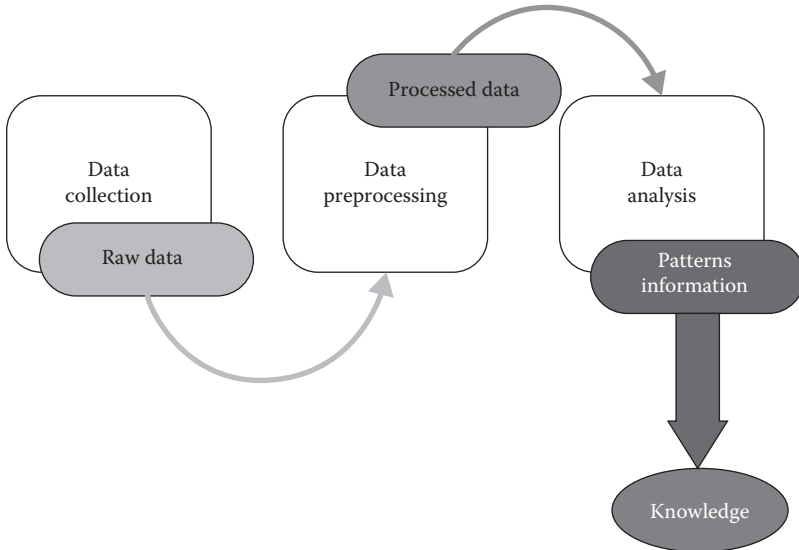 Data
collection
Raw data
Data
preprocessing
Processed data
Data
analysis
Patterns
information
Knowledge